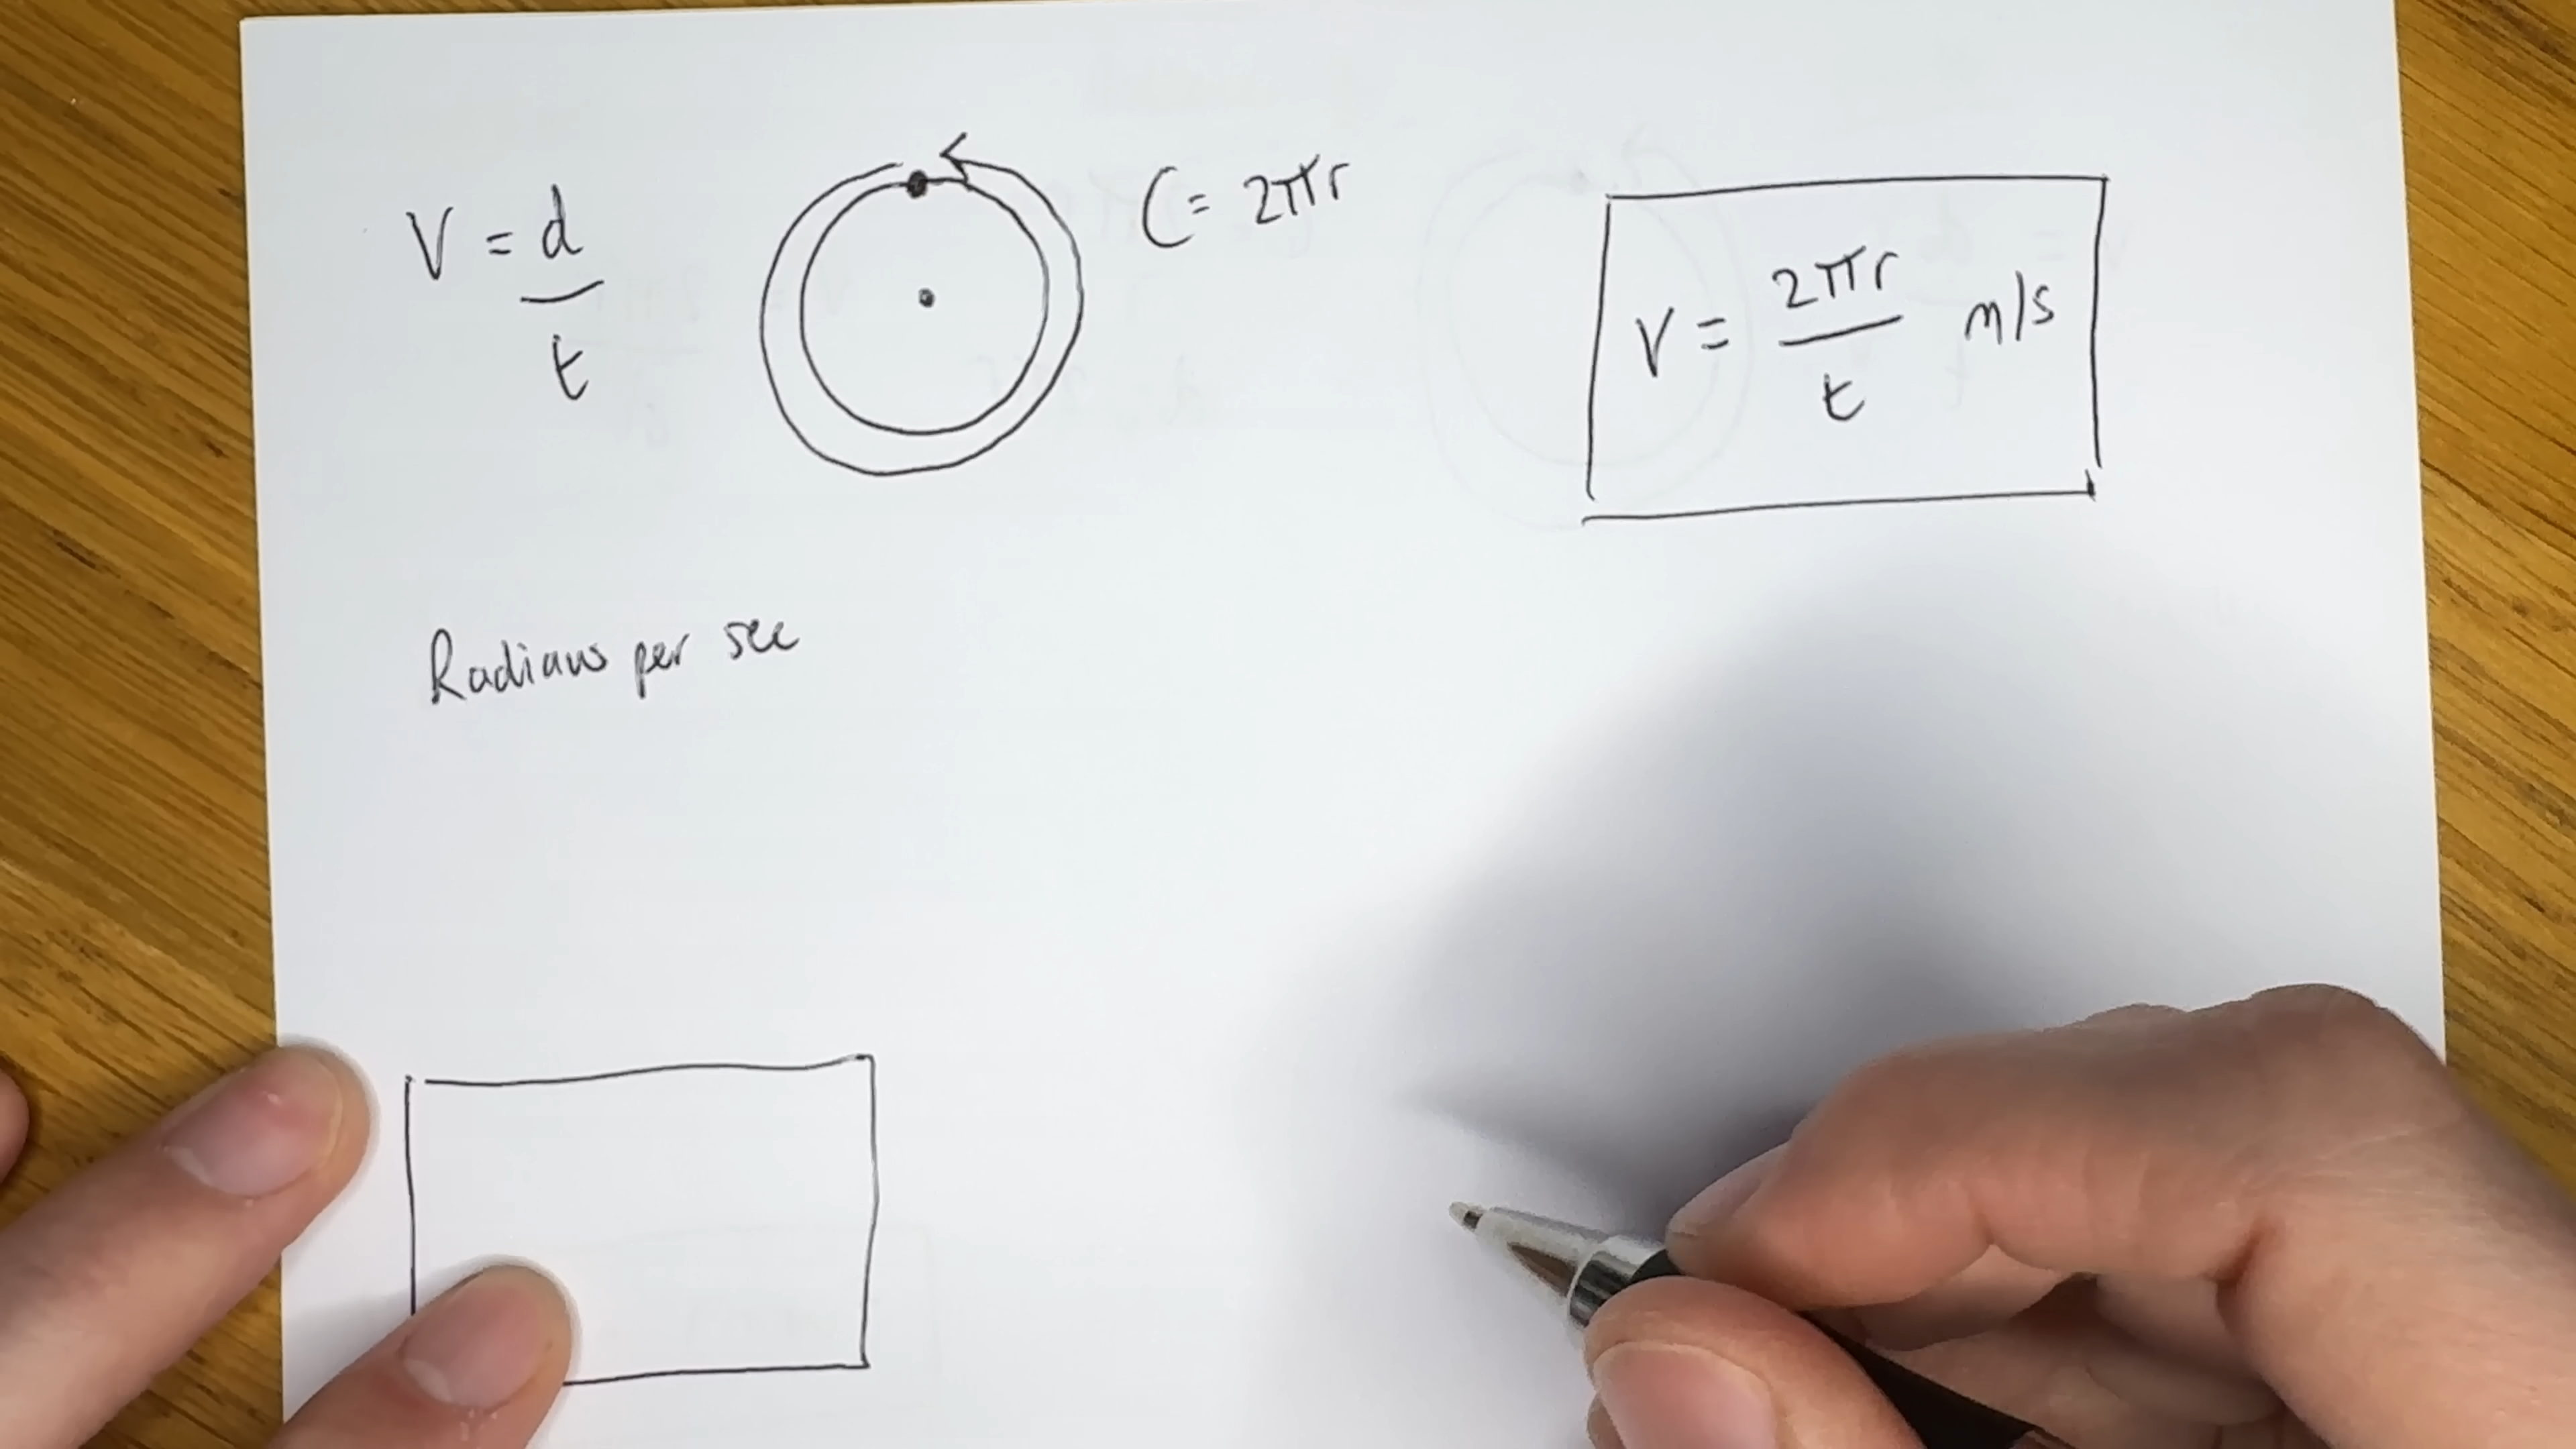 V = d/t
C = 2πr
V = 2πr/t m/s
Radians per sec